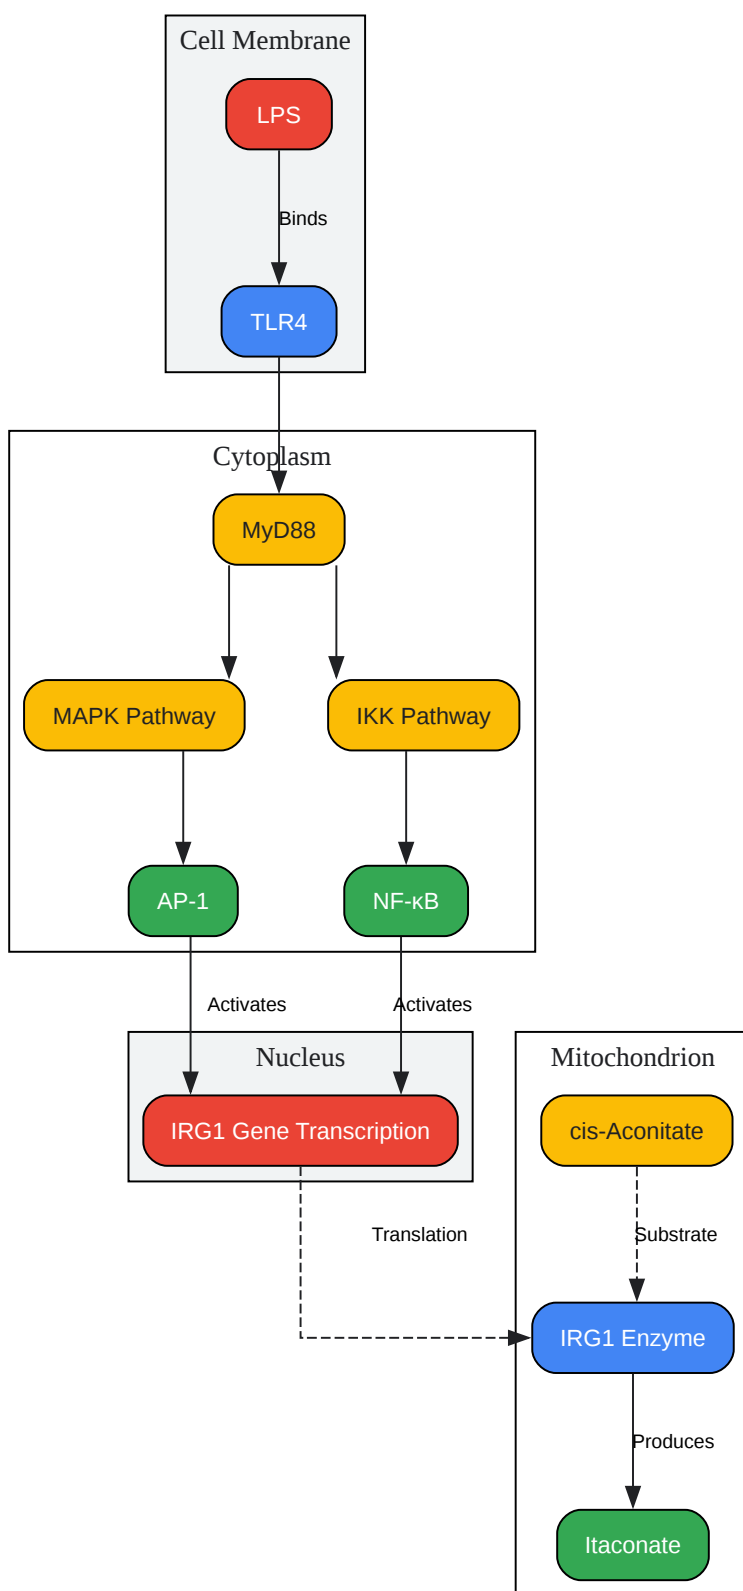 Cell Membrane
LPS
Binds
TLR4
Cytoplasm
MyD88
MAPK Pathway
IKK Pathway
AP-1
NF-κB
Activates
Activates
Nucleus
IRG1 Gene Transcription
Mitochondrion
cis-Aconitate
Translation
Substrate
IRG1 Enzyme
Produces
Itaconate